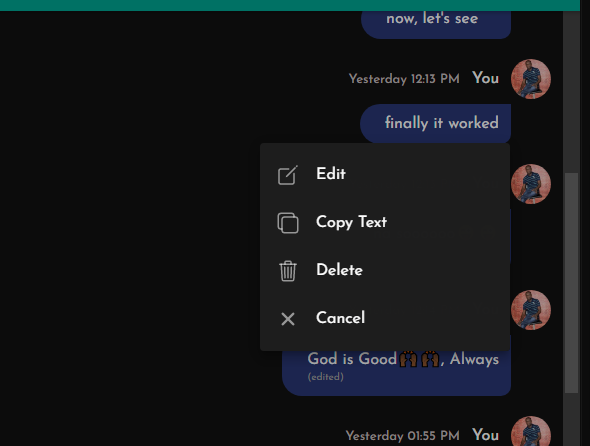 now, let's see
Yesterday 12:13 PM You
finally it worked
Edit
Copy Text
Delete
Cancel
God is Good🙌🙌, Always
(edited)
Yesterday 01:55 PM You